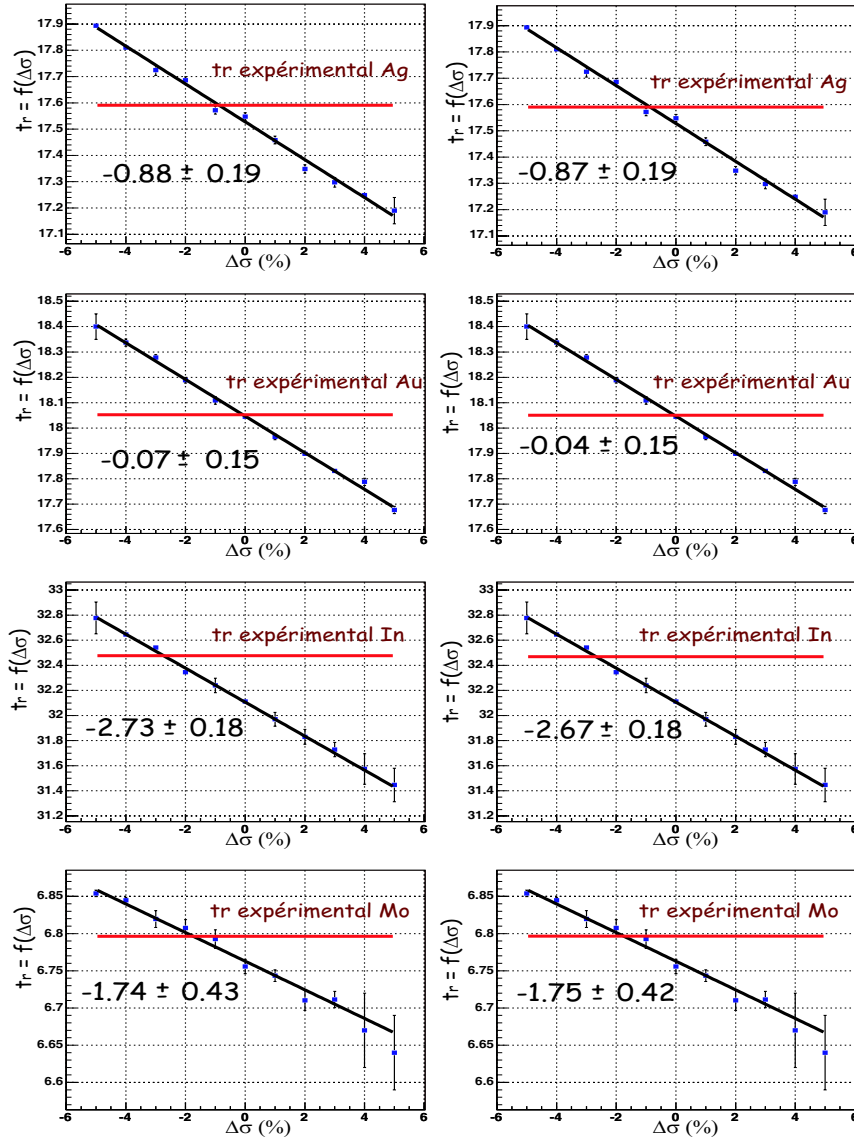 17.9
17.8
17.7
17.6
17.5
17.4
17.3
17.2
17.1
tr = f(Δσ)
tr expérimental Ag
-0.88 ± 0.19
-6 -4 -2 0 2 4 6
Δσ (%)
17.9
17.8
17.7
17.6
17.5
17.4
17.3
17.2
17.1
tr = f(Δσ)
tr expérimental Ag
-0.87 ± 0.19
-6 -4 -2 0 2 4 6
Δσ (%)
18.5
18.4
18.3
18.2
18.1
18
17.9
17.8
17.7
17.6
tr = f(Δσ)
tr expérimental Au
-0.07 ± 0.15
-6 -4 -2 0 2 4 6
Δσ (%)
18.5
18.4
18.3
18.2
18.1
18
17.9
17.8
17.7
17.6
tr = f(Δσ)
tr expérimental Au
-0.04 ± 0.15
-6 -4 -2 0 2 4 6
Δσ (%)
33
32.8
32.6
32.4
32.2
32
31.8
31.6
31.4
31.2
tr = f(Δσ)
tr expérimental In
-2.73 ± 0.18
-6 -4 -2 0 2 4 6
Δσ (%)
33
32.8
32.6
32.4
32.2
32
31.8
31.6
31.4
31.2
tr = f(Δσ)
tr expérimental In
-2.67 ± 0.18
-6 -4 -2 0 2 4 6
Δσ (%)
6.85
6.8
6.75
6.7
6.65
6.6
tr = f(Δσ)
tr expérimental Mo
-1.74 ± 0.43
-6 -4 -2 0 2 4 6
Δσ (%)
6.85
6.8
6.75
6.7
6.65
6.6
tr = f(Δσ)
tr expérimental Mo
-1.75 ± 0.42
-6 -4 -2 0 2 4 6
Δσ (%)